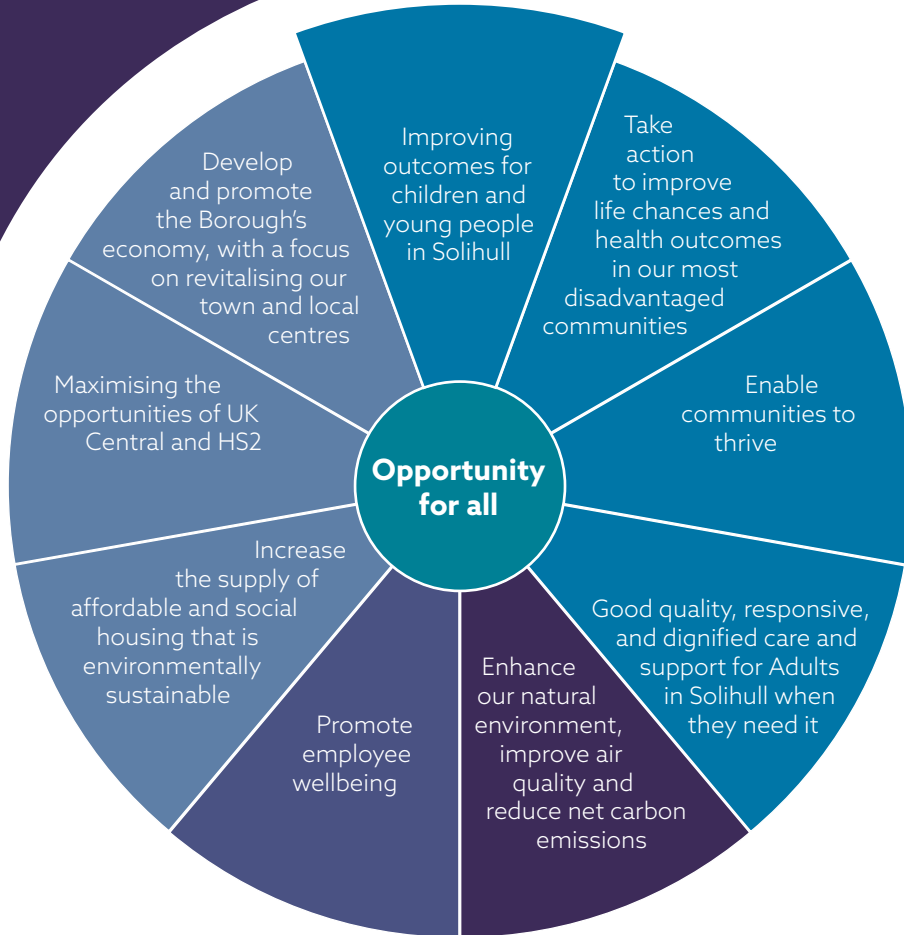 Improving
outcomes for
children and
young people
in Solihull
Take
action
to improve
life chances and
health outcomes
in our most
disadvantaged
communities
Enable
communities to
thrive
Good quality, responsive,
and dignified care and
support for Adults
in Solihull when
they need it
Enhance
our natural
environment,
improve air
quality and
reduce net carbon
emissions
Promote
employee
wellbeing
Increase
the supply of
affordable and social
housing that is
environmentally
sustainable
Maximising the
opportunities of UK
Central and HS2
Develop
and promote
the Borough’s
economy, with a focus
on revitalising our
town and local
centres
Opportunity
for all